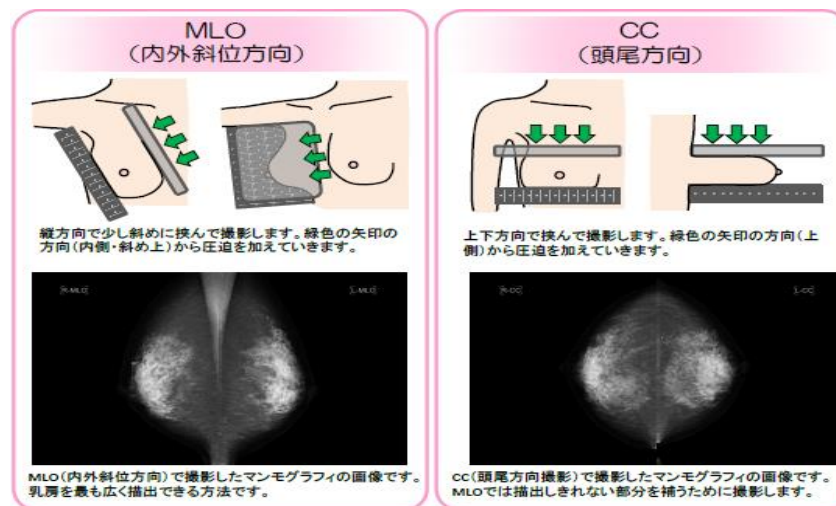 MLO
(内外斜位方向)
縦方向で少し斜めに挟んで撮影します。緑色の矢印の
方向(内側・斜め上)から圧迫を加えていきます。
R-MLO
L-MLO
MLO(内外斜位方向)で撮影したマンモグラフィの画像です。
乳房を最も広く描出できる方法です。
CC
(頭尾方向)
上下方向で挟んで撮影します。緑色の矢印の方向(上
側)から圧迫を加えていきます。
R-CC
L-CC
CC(頭尾方向撮影)で撮影したマンモグラフィの画像です。
MLOでは描出しきれない部分を補うために撮影します。